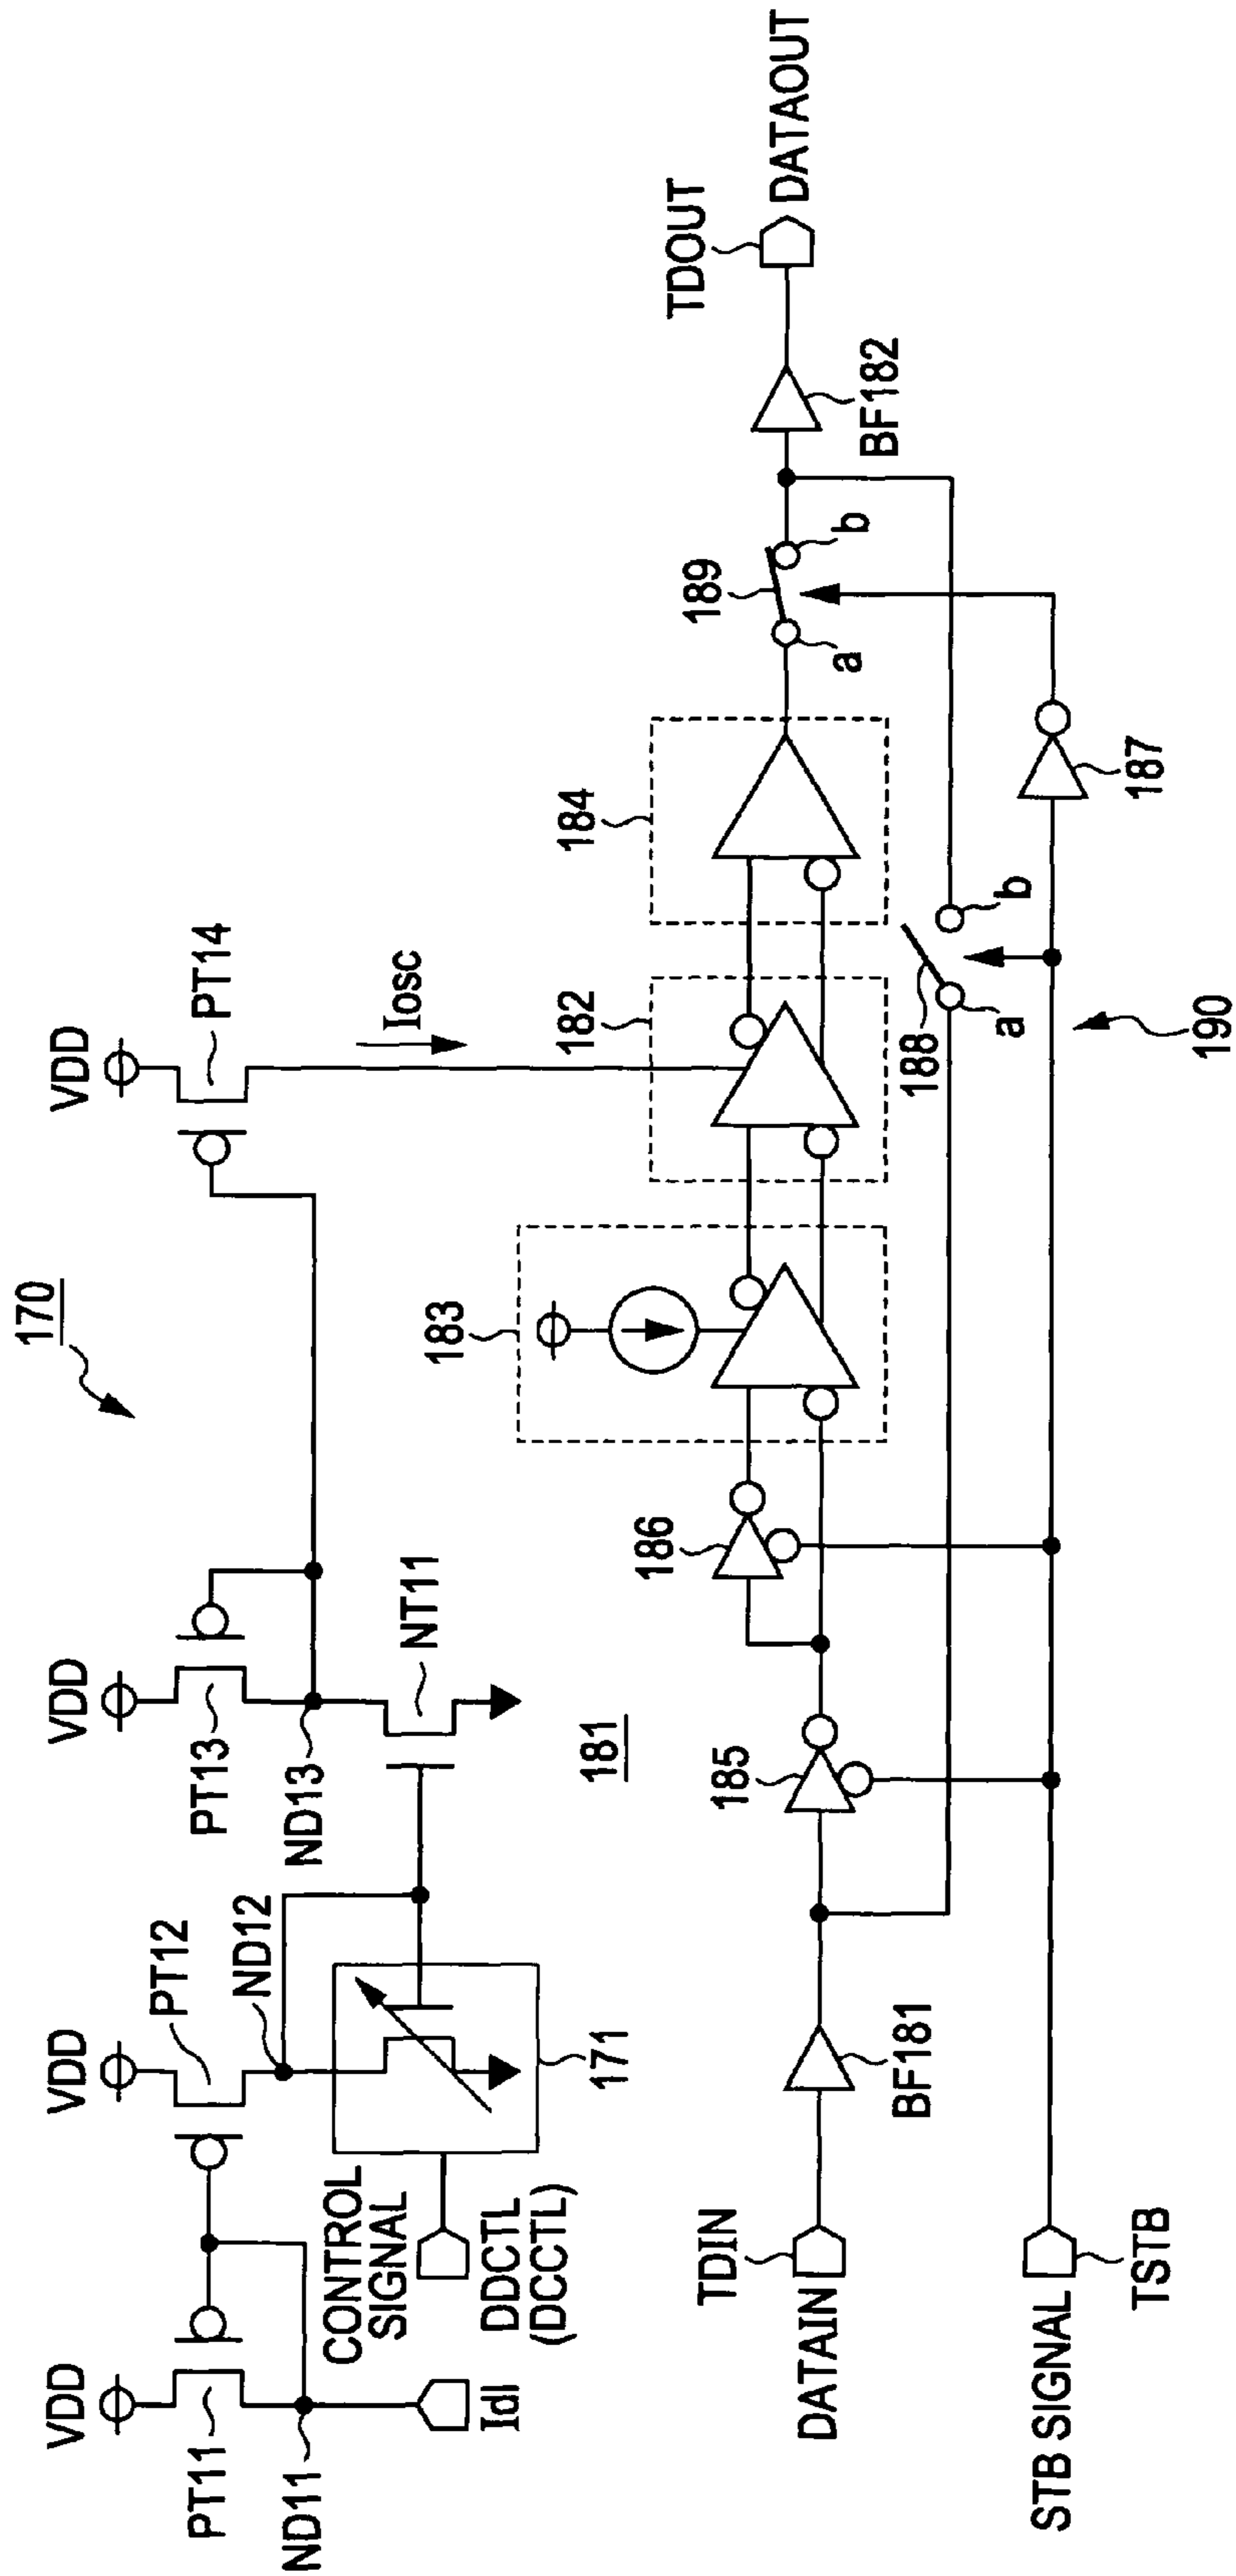 170
VDD
VDD
VDD
VDD
PT11
PT12
PT13
PT14
ND11
ND12
ND13
NT11
Iosc
Idl
CONTROL
SIGNAL
DDCTL
(DCCTL)
171
181
183
182
184
186
185
189
a
b
TDIN
DATAIN
BF181
BF182
TDOUT
DATAOUT
188
a
b
187
190
STB SIGNAL
TSTB